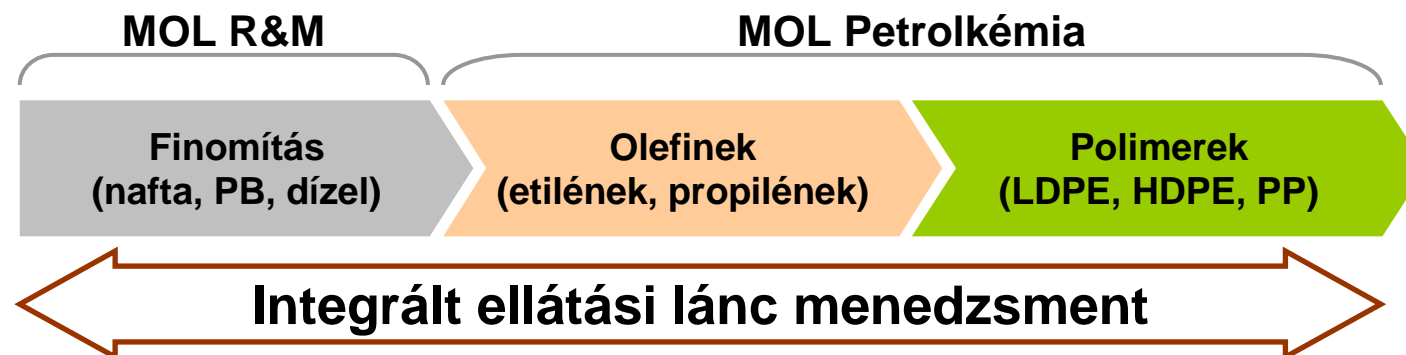 MOL R&M
MOL Petrolkémia
Finomítás
(nafta, PB, dízel)
Olefinek
(etilének, propilének)
Polimerek
(LDPE, HDPE, PP)
Integrált ellátási lánc menedzsment